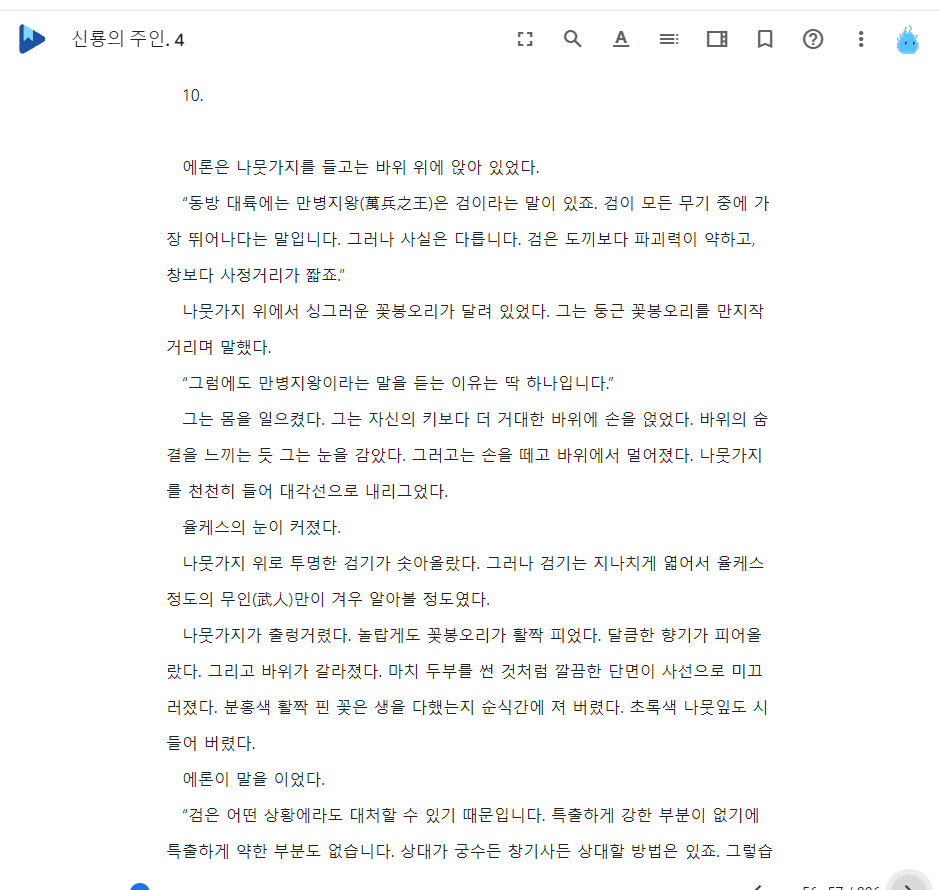 신룡의 주인. 4
10.
에론은 나뭇가지를 들고는 바위 위에 앉아 있었다.
“동방 대륙에는 만병지왕(萬兵之王)은 검이라는 말이 있죠. 검이 모든 무기 중에 가
장 뛰어나다는 말입니다. 그러나 사실은 다릅니다. 검은 도끼보다 파괴력이 약하고,
창보다 사정거리가 짧죠.”
나뭇가지 위에서 싱그러운 꽃봉오리가 달려 있었다. 그는 둥근 꽃봉오리를 만지작
거리며 말했다.
“그럼에도 만병지왕이라는 말을 듣는 이유는 딱 하나입니다.”
그는 몸을 일으켰다. 그는 자신의 키보다 더 거대한 바위에 손을 얹었다. 바위의 숨
결을 느끼는 듯 그는 눈을 감았다. 그러고는 손을 떼고 바위에서 멀어졌다. 나뭇가지
를 천천히 들어 대각선으로 내리그었다.
율케스의 눈이 커졌다.
나뭇가지 위로 투명한 검기가 솟아올랐다. 그러나 검기는 지나치게 엷어서 율케스
정도의 무인(武人)만이 겨우 알아볼 정도였다.
나뭇가지가 출렁거렸다. 놀랍게도 꽃봉오리가 활짝 피었다. 달큼한 향기가 피어올
랐다. 그리고 바위가 갈라졌다. 마치 두부를 썬 것처럼 깔끔한 단면이 사선으로 미끄
러졌다. 분홍색 활짝 핀 꽃은 생을 다했는지 순식간에 져 버렸다. 초록색 나뭇잎도 시
들어 버렸다.
에론이 말을 이었다.
“검은 어떤 상황에라도 대처할 수 있기 때문입니다. 특출하게 강한 부분이 없기에
특출하게 약한 부분도 없습니다. 상대가 궁수든 창기사든 상대할 방법은 있죠. 그렇습